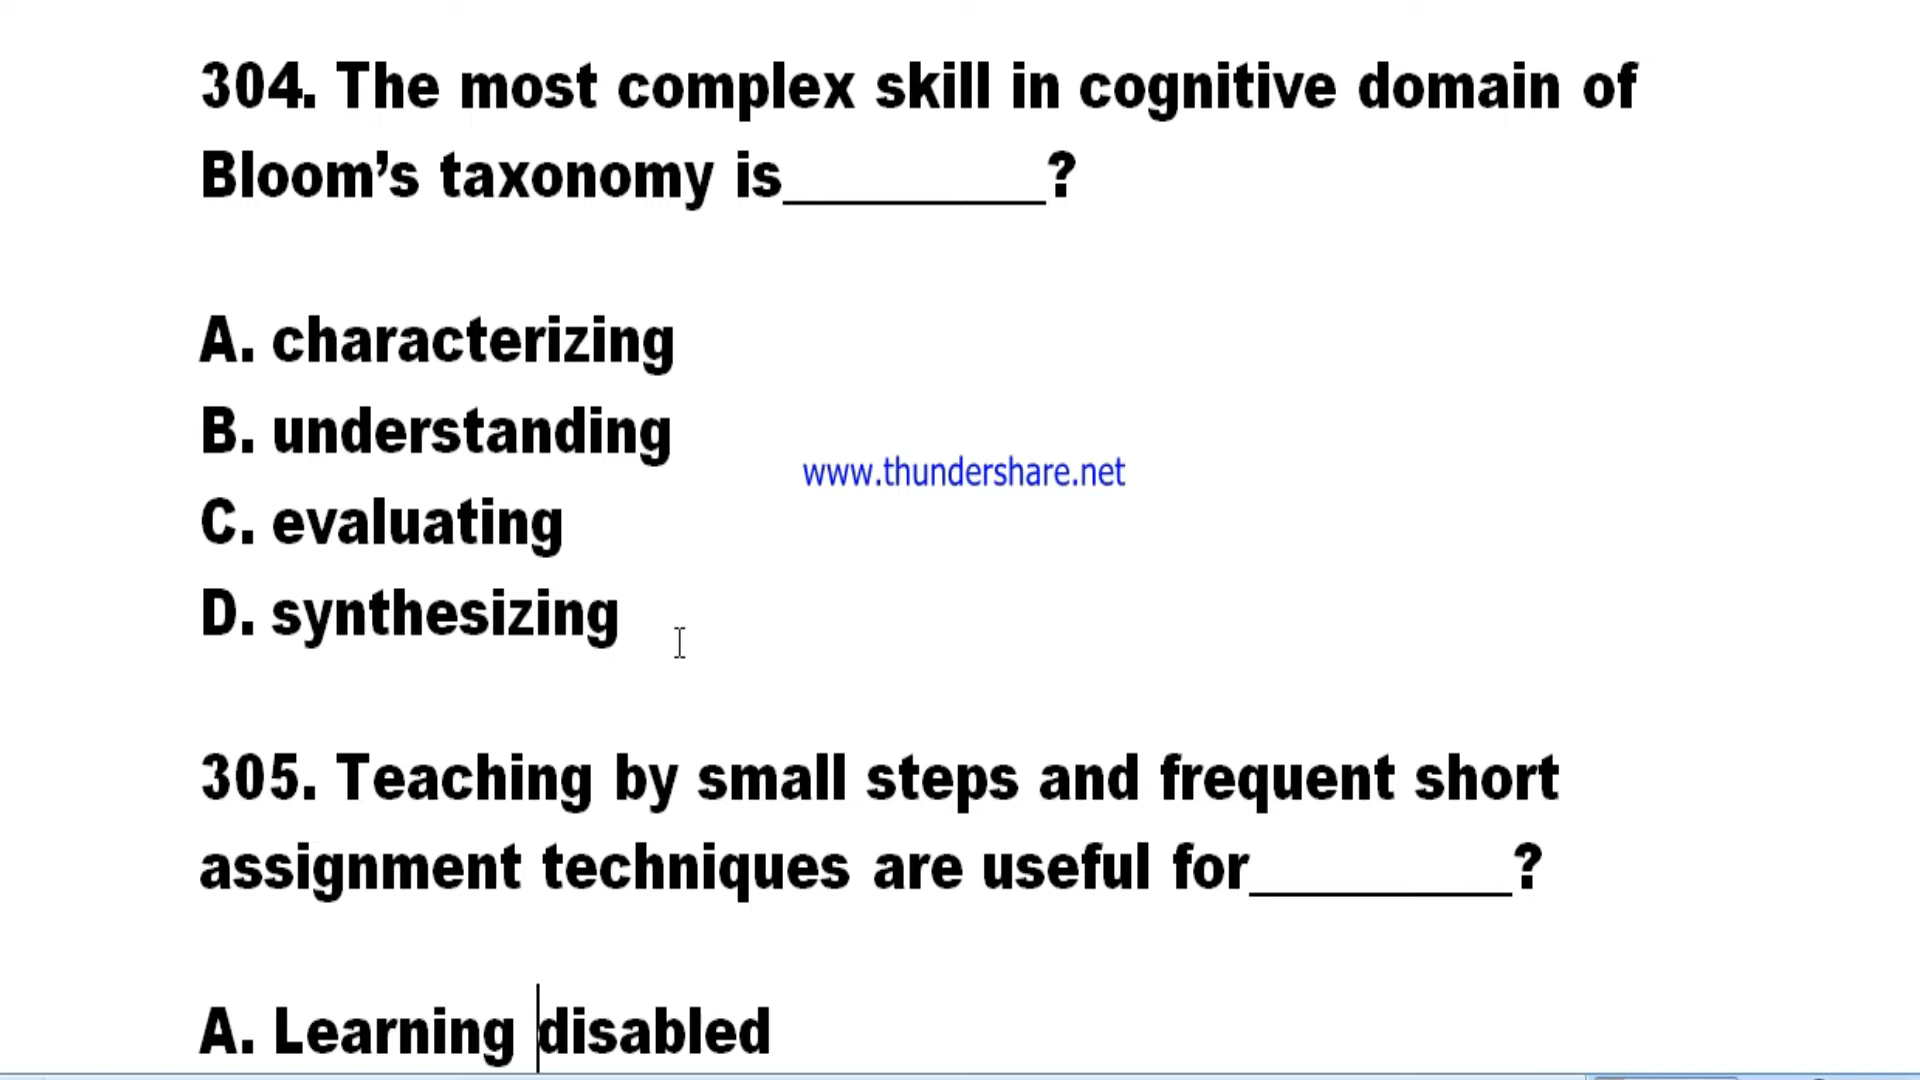 304. The most complex skill in cognitive domain of
Bloom’s taxonomy is________?
A. characterizing
B. understanding
www.thundershare.net
C. evaluating
D. synthesizing
305. Teaching by small steps and frequent short
assignment techniques are useful for________?
A. Learning disabled